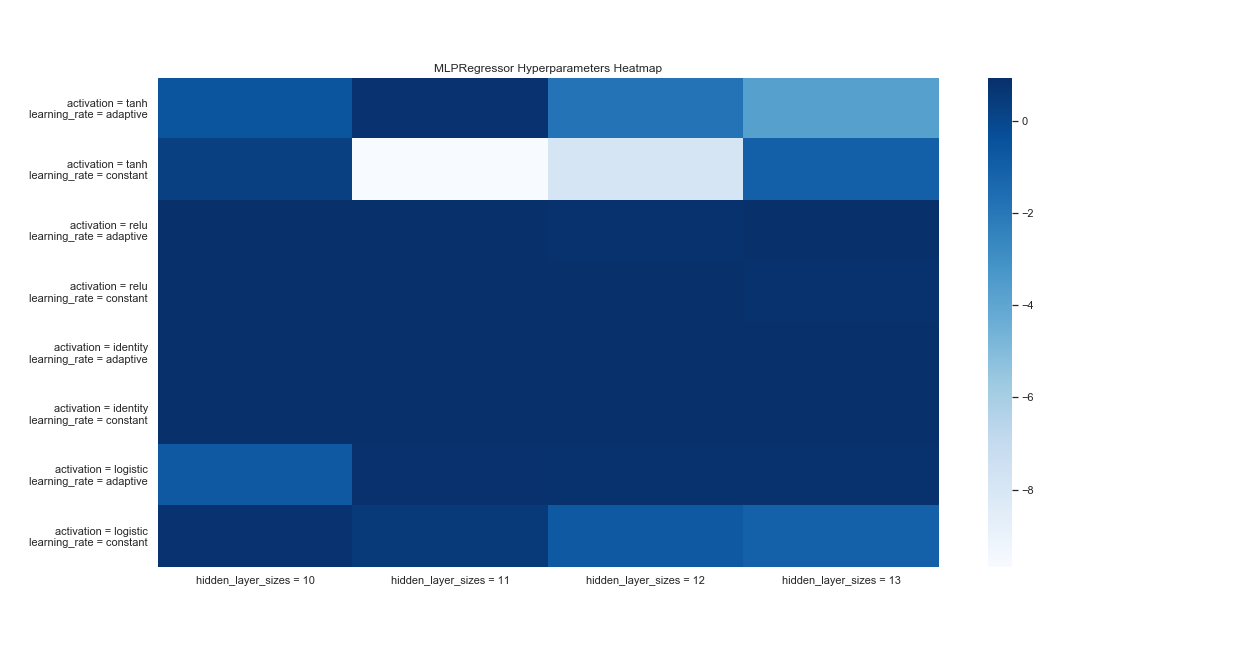 MLPRegressor Hyperparameters Heatmap
activation = tanh
learning_rate = adaptive
activation = tanh
learning_rate = constant
activation = relu
learning_rate = adaptive
activation = relu
learning_rate = constant
activation = identity
learning_rate = adaptive
activation = identity
learning_rate = constant
activation = logistic
learning_rate = adaptive
activation = logistic
learning_rate = constant
hidden_layer_sizes = 10
hidden_layer_sizes = 11
hidden_layer_sizes = 12
hidden_layer_sizes = 13
0
−2
−4
−6
−8